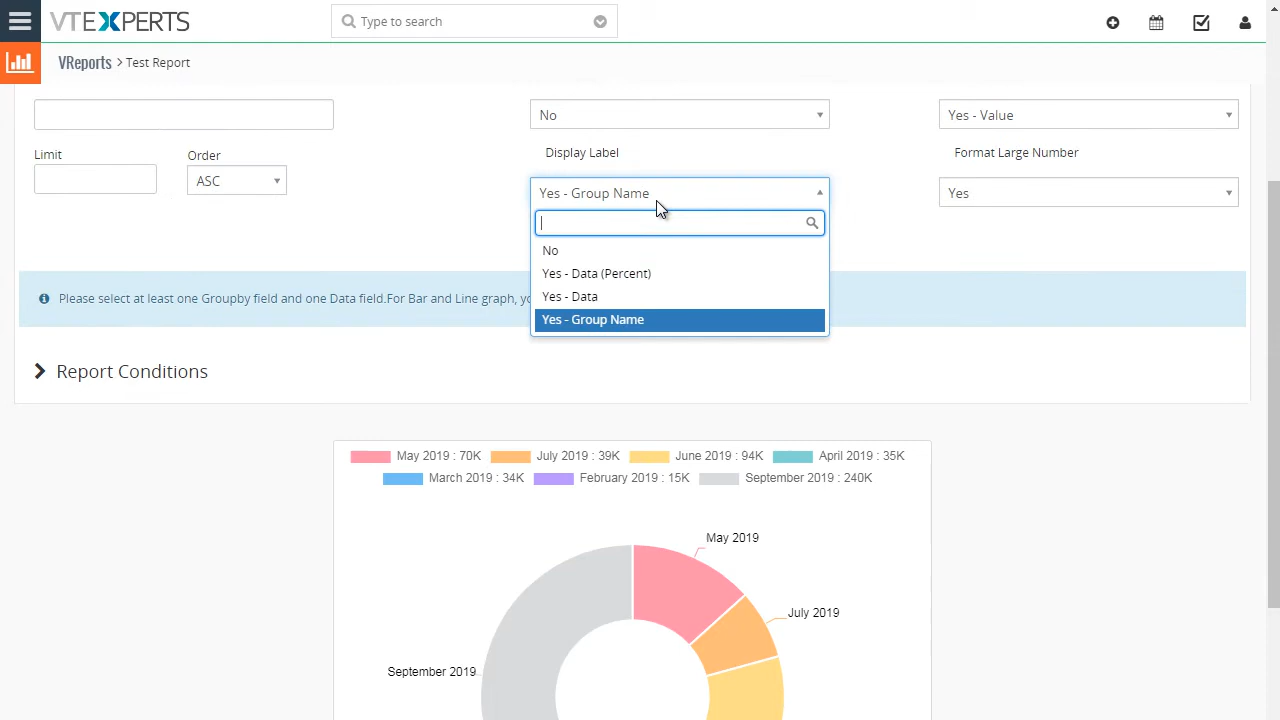 VTEXPERTS
Type to search
VReports > Test Report
No
Yes - Value
Limit
Order
Display Label
Format Large Number
ASC
Yes - Group Name
Yes
No
Yes - Data (Percent)
Yes - Data
Yes - Group Name
Please select at least one Groupby field and one Data field.For Bar and Line graph, yo
Report Conditions
May 2019 : 70K
July 2019 : 39K
June 2019 : 94K
April 2019 : 35K
March 2019 : 34K
February 2019 : 15K
September 2019 : 240K
May 2019
July 2019
September 2019